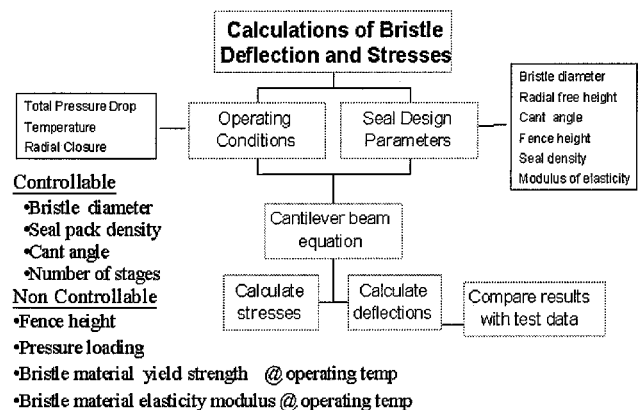 Calculations of Bristle
Deflection and Stresses
Total Pressure Drop
Temperature
Radial Closure
Operating
Conditions
Seal Design
Parameters
Bristle diameter
Radial free height
Cant angle
Fence height
Seal density
Modulus of elasticity
Controllable
•Bristle diameter
•Seal pack density
•Cant angle
•Number of stages
Non Controllable
•Fence height
•Pressure loading
•Bristle material yield strength @ operating temp
•Bristle material elasticity modulus @ operating temp
Cantilever beam
equation
Calculate
stresses
Calculate
deflections
Compare results
with test data